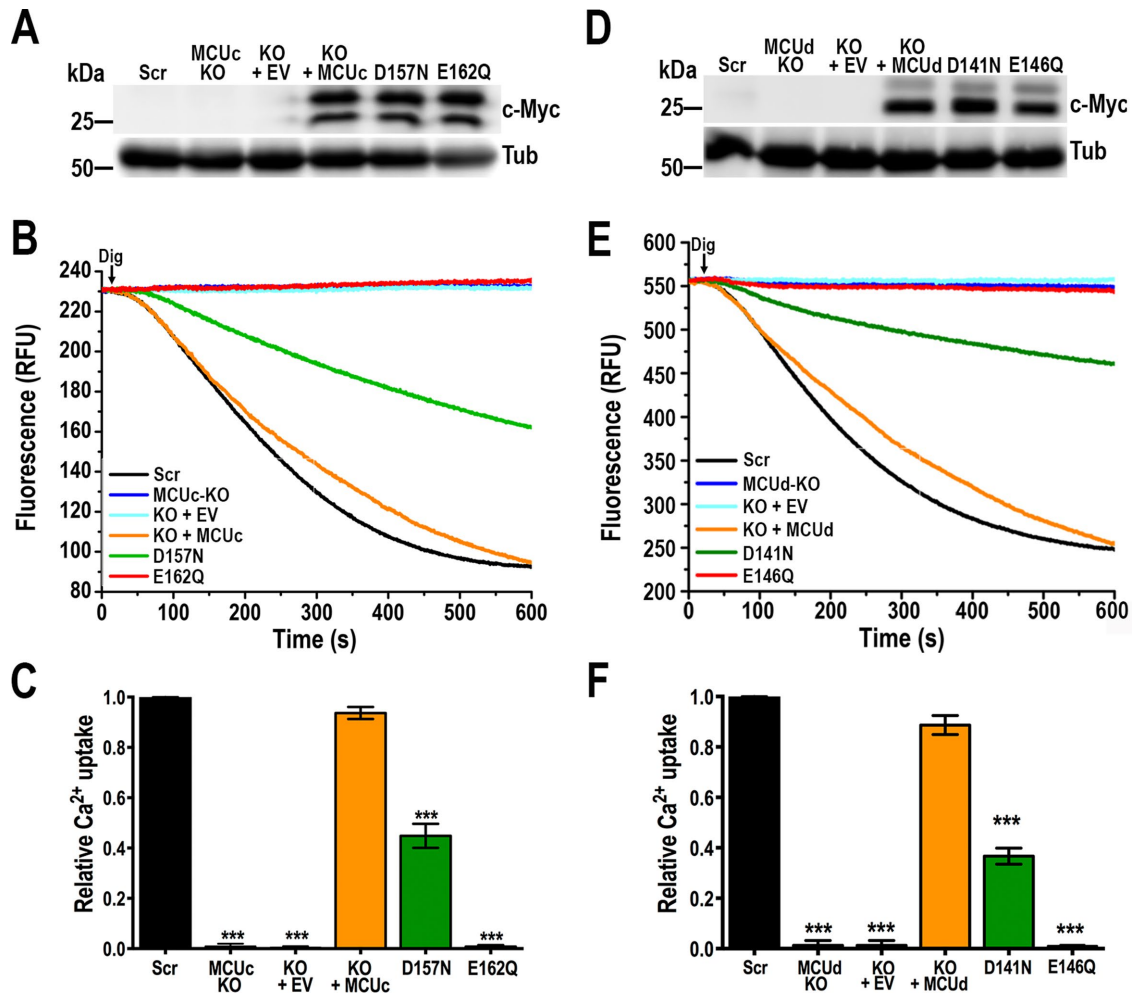 A
kDa
Scr
MCUc
KO
KO
+ EV
KO
+ MCUc
D157N
E162Q
25
c-Myc
50
Tub
D
kDa
Scr
MCUd
KO
KO
+ EV
KO
+ MCUd
D141N
E146Q
25
c-Myc
50
Tub
B
Dig
Fluorescence (RFU)
240
220
200
180
160
140
120
100
80
Scr
MCUc-KO
KO + EV
KO + MCUc
D157N
E162Q
0 100 200 300 400 500 600
Time (s)
E
Dig
Fluorescence (RFU)
600
550
500
450
400
350
300
250
200
Scr
MCUd-KO
KO + EV
KO + MCUd
D141N
E146Q
0 100 200 300 400 500 600
Time (s)
C
Relative Ca²⁺ uptake
1.0
0.8
0.6
0.4
0.2
0.0
***
***
***
***
Scr
MCUc
KO
KO
+ EV
KO
+ MCUc
D157N
E162Q
F
Relative Ca²⁺ uptake
1.0
0.8
0.6
0.4
0.2
0.0
***
***
***
***
Scr
MCUd
KO
KO
+ EV
KO
+ MCUd
D141N
E146Q